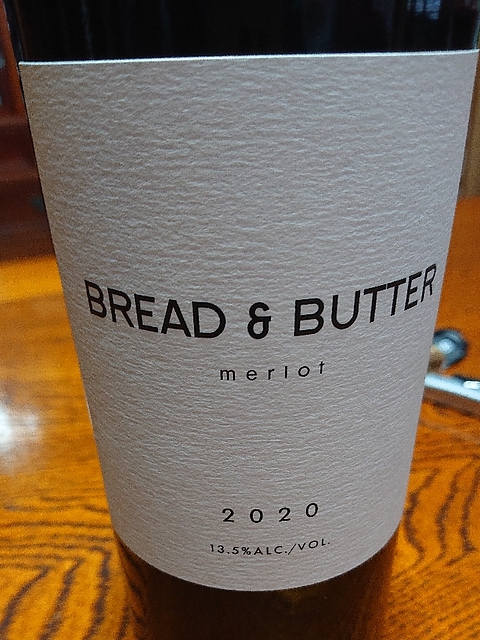 BREAD & BUTTER
merlot
2020
13.5%ALC./VOL.